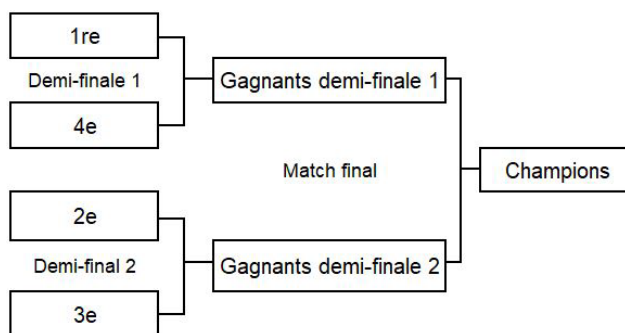 1re
Demi-finale 1
4e
Gagnants demi-finale 1
Match final
Champions
2e
Demi-final 2
3e
Gagnants demi-finale 2